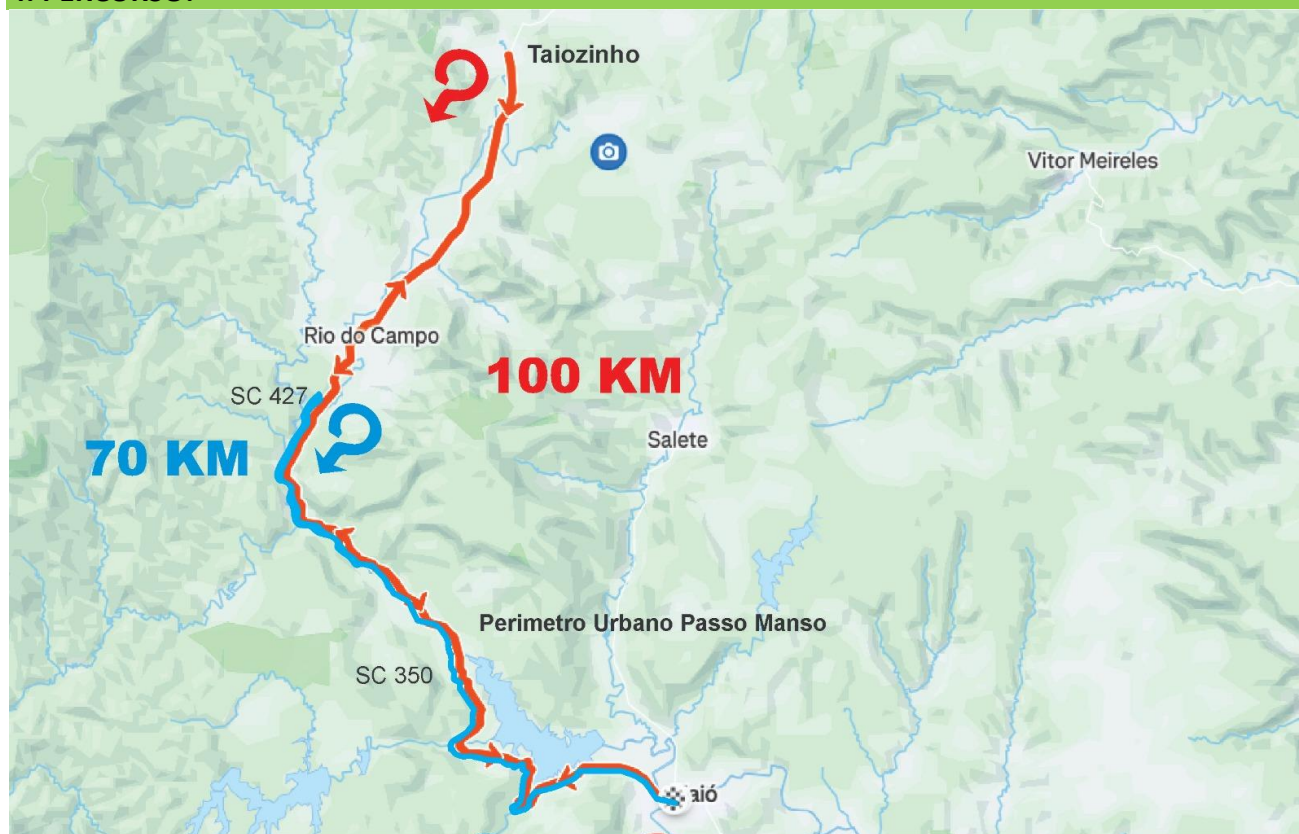 Taiozinho
Vitor Meireles
Rio do Campo
100 KM
SC 427
Salete
70 KM
Perimetro Urbano Passo Manso
SC 350
aió